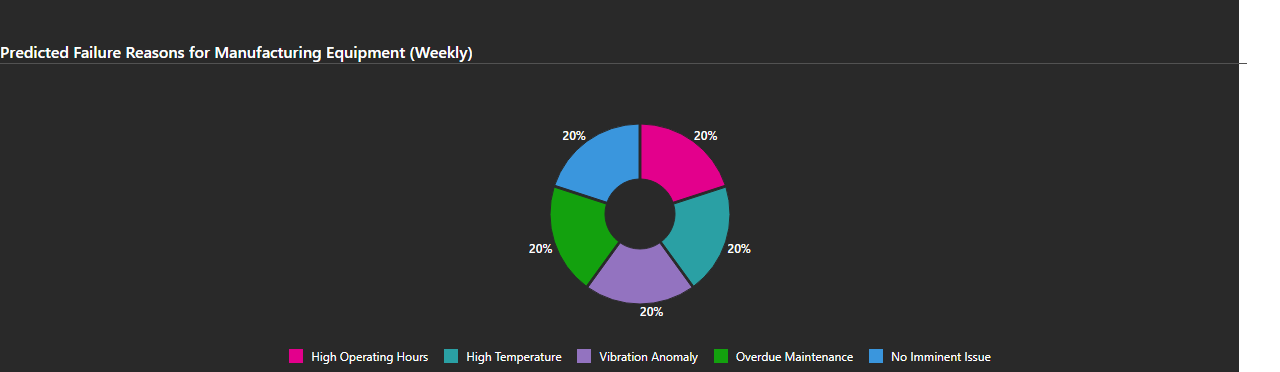 Predicted Failure Reasons for Manufacturing Equipment (Weekly)
20% 20%
20% 20%
20%
High Operating Hours High Temperature Vibration Anomaly Overdue Maintenance No Imminent Issue